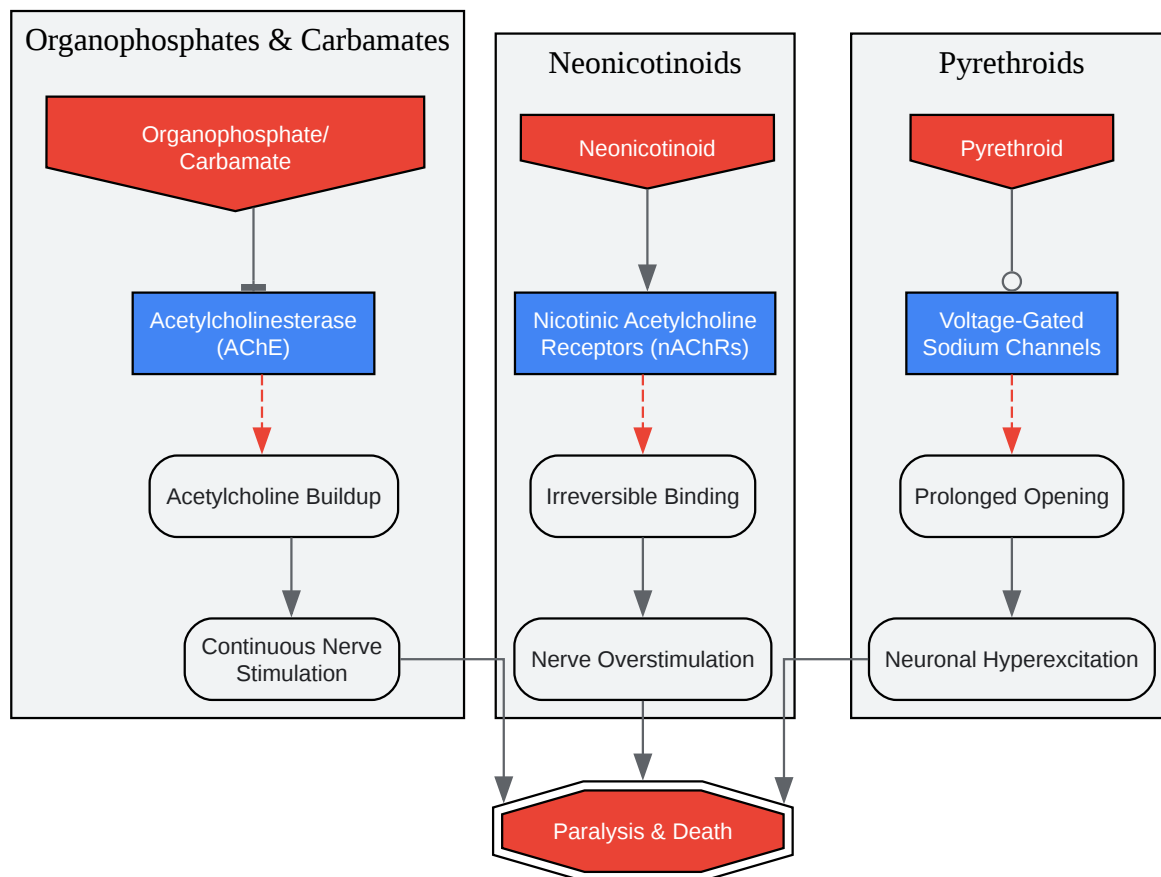 Organophosphates & Carbamates
Organophosphate/
Carbamate
Acetylcholinesterase
(AChE)
Acetylcholine Buildup
Continuous Nerve
Stimulation
Neonicotinoids
Neonicotinoid
Nicotinic Acetylcholine
Receptors (nAChRs)
Irreversible Binding
Nerve Overstimulation
Pyrethroids
Pyrethroid
Voltage-Gated
Sodium Channels
Prolonged Opening
Neuronal Hyperexcitation
Paralysis & Death